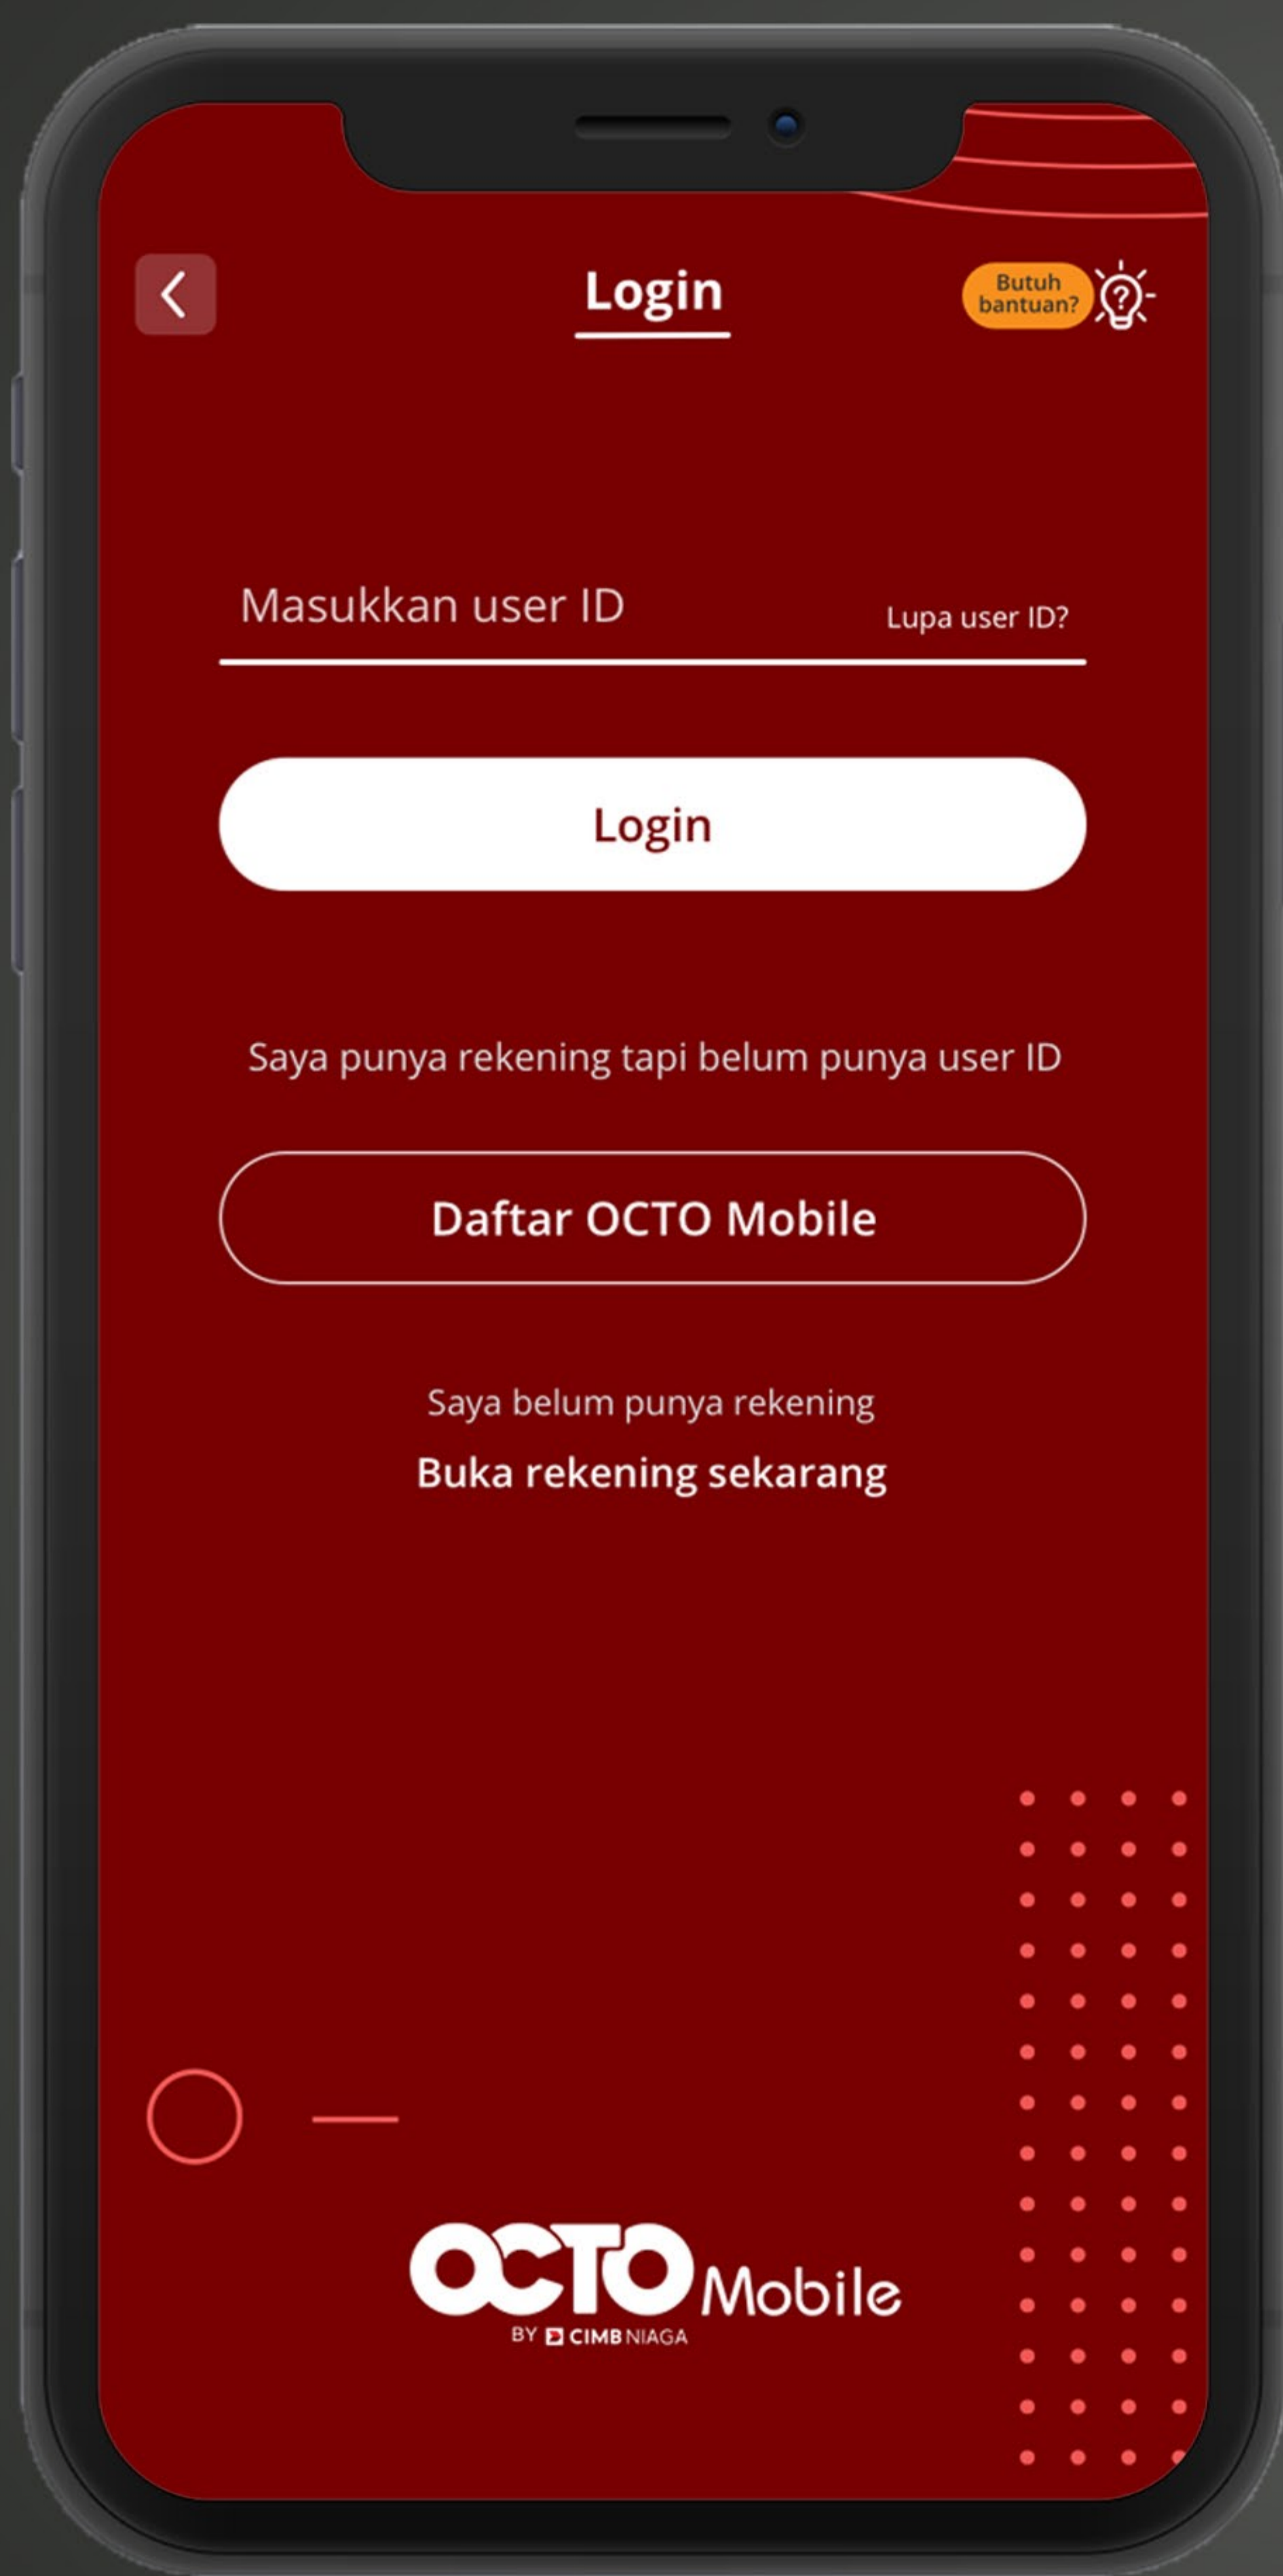 Login
Butuh
bantuan?
Masukkan user ID
Lupa user ID?
Login
Saya punya rekening tapi belum punya user ID
Daftar OCTO Mobile
Saya belum punya rekening
Buka rekening sekarang
OCTO Mobile
BY CIMB NIAGA